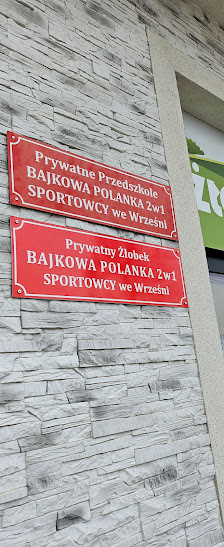 Prywatne Przedszkole
BAJKOWA POLANKA 2w1
SPORTOWCY we Wrześni
Prywatny Żłobek
BAJKOWA POLANKA 2w1
SPORTOWCY we Wrześni